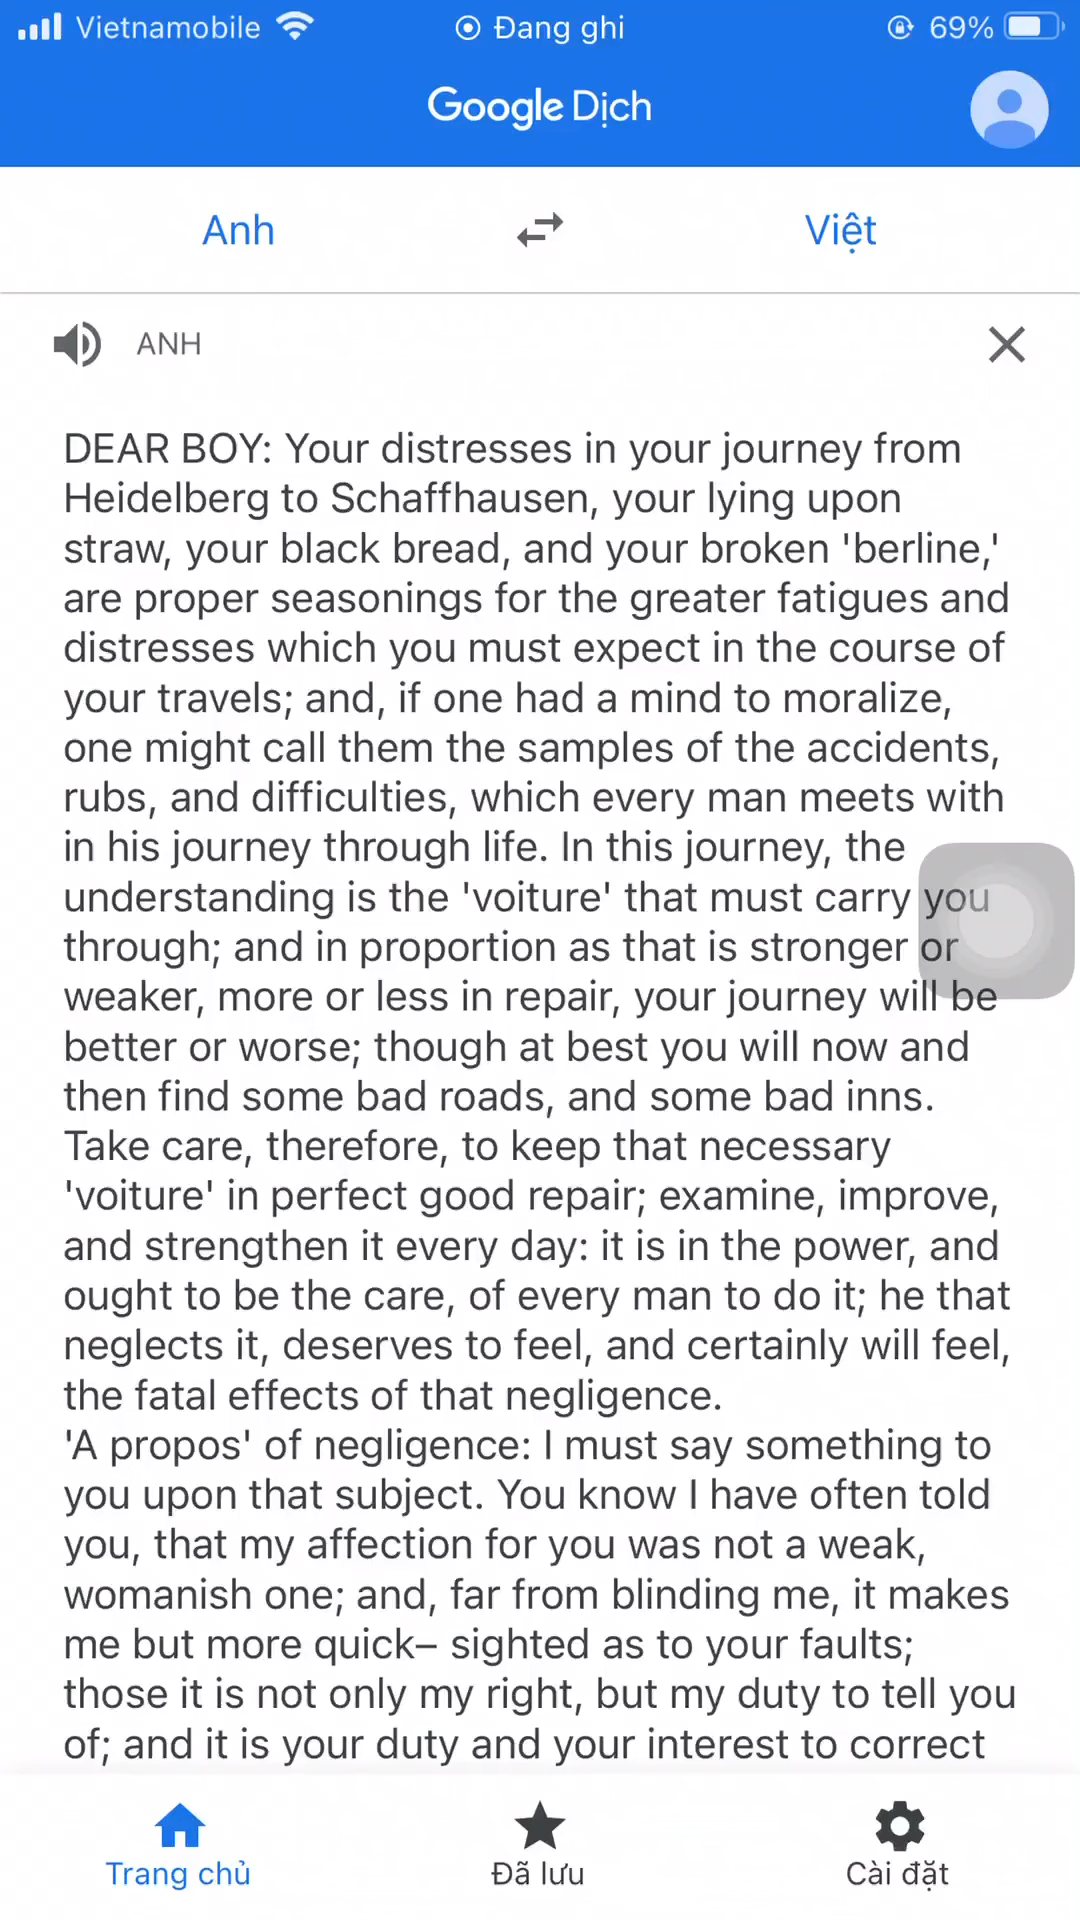 Vietnamobile Đang ghi 69%
Google Dịch
Anh Việt
ANH
DEAR BOY: Your distresses in your journey from
Heidelberg to Schaffhausen, your lying upon
straw, your black bread, and your broken 'berline,'
are proper seasonings for the greater fatigues and
distresses which you must expect in the course of
your travels; and, if one had a mind to moralize,
one might call them the samples of the accidents,
rubs, and difficulties, which every man meets with
in his journey through life. In this journey, the
understanding is the 'voiture' that must carry you
through; and in proportion as that is stronger or
weaker, more or less in repair, your journey will be
better or worse; though at best you will now and
then find some bad roads, and some bad inns.
Take care, therefore, to keep that necessary
'voiture' in perfect good repair; examine, improve,
and strengthen it every day: it is in the power, and
ought to be the care, of every man to do it; he that
neglects it, deserves to feel, and certainly will feel,
the fatal effects of that negligence.
'A propos' of negligence: I must say something to
you upon that subject. You know I have often told
you, that my affection for you was not a weak,
womanish one; and, far from blinding me, it makes
me but more quick– sighted as to your faults;
those it is not only my right, but my duty to tell you
of; and it is your duty and your interest to correct
Trang chủ Đã lưu Cài đặt